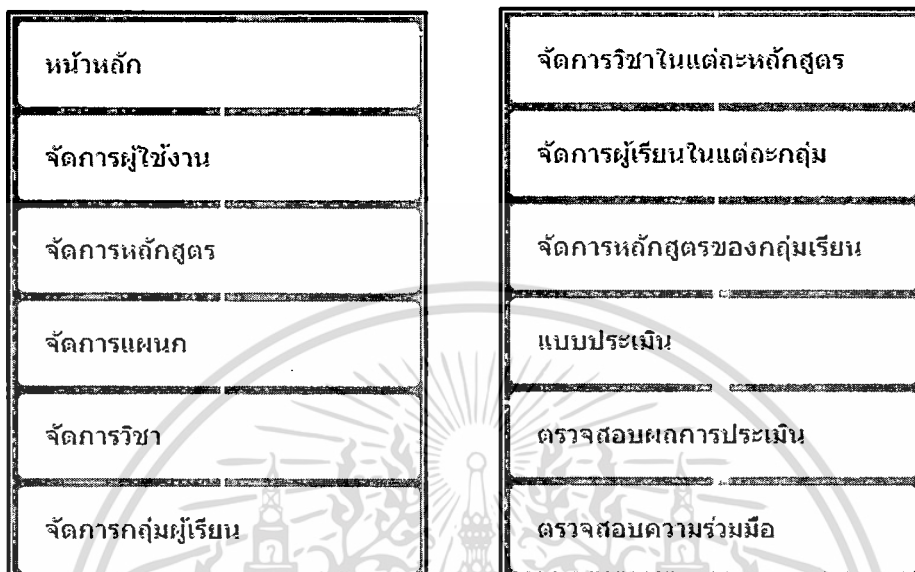 หน้าหลัก
จัดการผู้ใช้งาน
จัดการหลักสูตร
จัดการแผนก
จัดการวิชา
จัดการกลุ่มผู้เรียน
จัดการวิชาในแต่ละหลักสูตร
จัดการผู้เรียนในแต่ละกลุ่ม
จัดการหลักสูตรของกลุ่มเรียน
แบบประเมิน
ตรวจสอบผลการประเมิน
ตรวจสอบความร่วมมือ